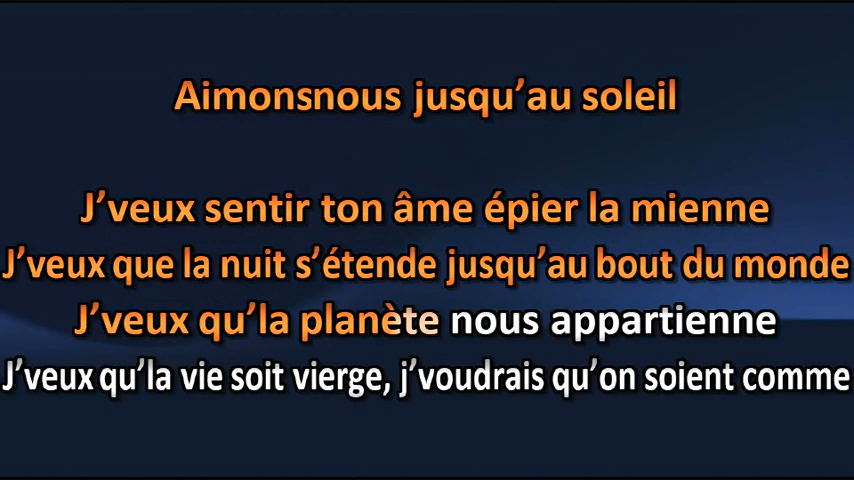 Aimonsnous jusqu’au soleil
J’veux sentir ton âme épier la mienne
J’veux que la nuit s’étende jusqu’au bout du monde
J’veux qu’la planète nous appartienne
J’veux qu’la vie soit vierge, j’voudrais qu’on soient comme